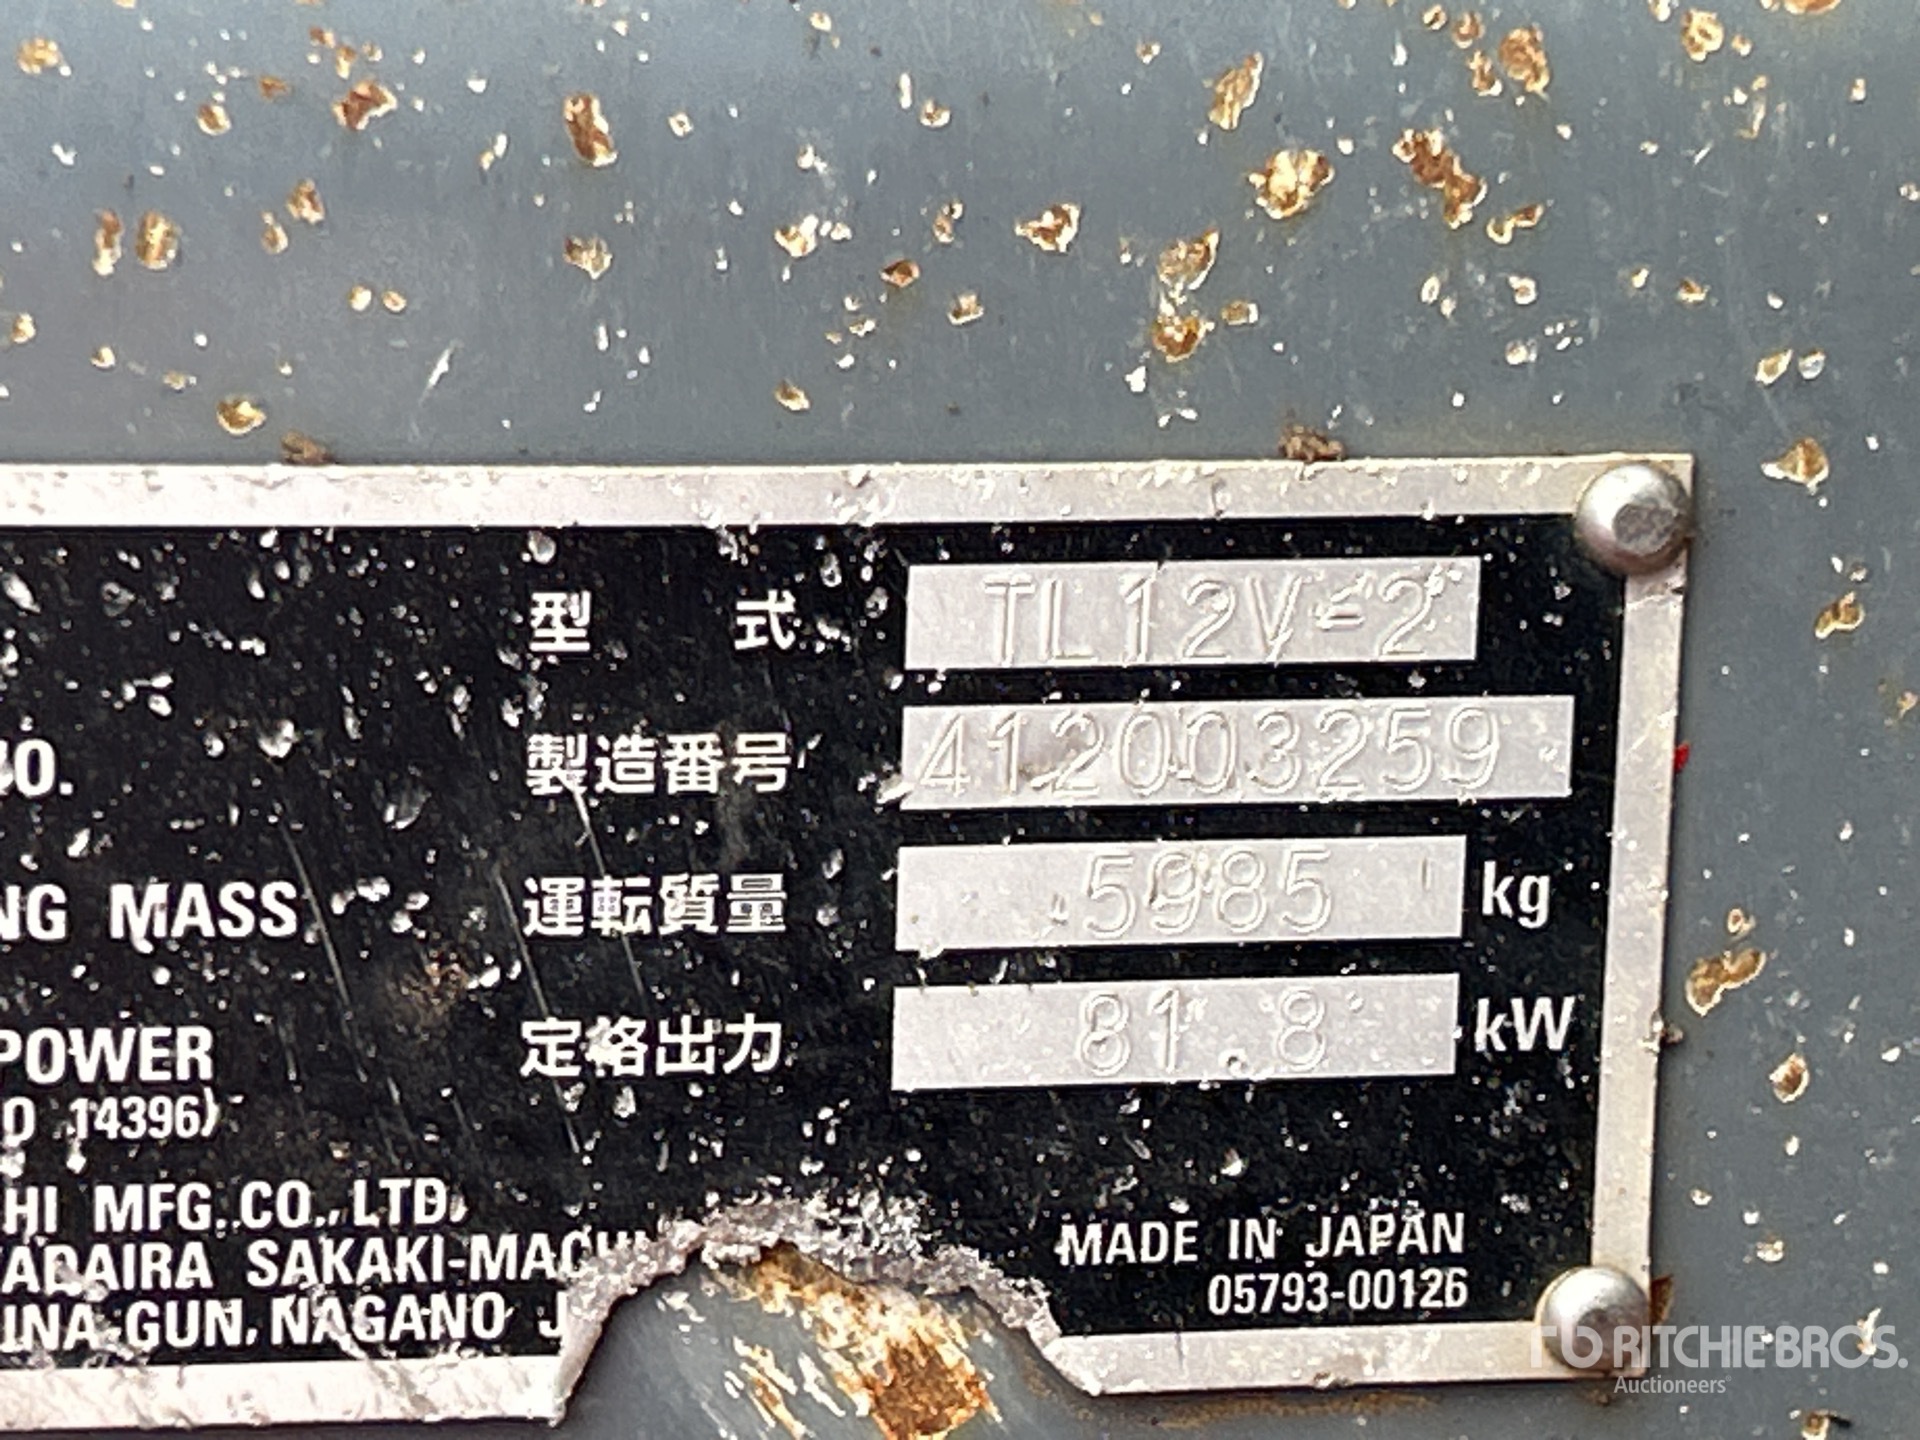 型 式 TL12V-2
O. 製造番号 412003259
NG MASS 運転質量 5985 kg
POWER 定格出力 81.8 kW
O 14396)
HI MFG. CO., LTD.
ADAIRA SAKAKI-MACHI
INA-GUN, NAGANO J
MADE IN JAPAN
05793-00126
RITCHIE BROS.
Auctioneers